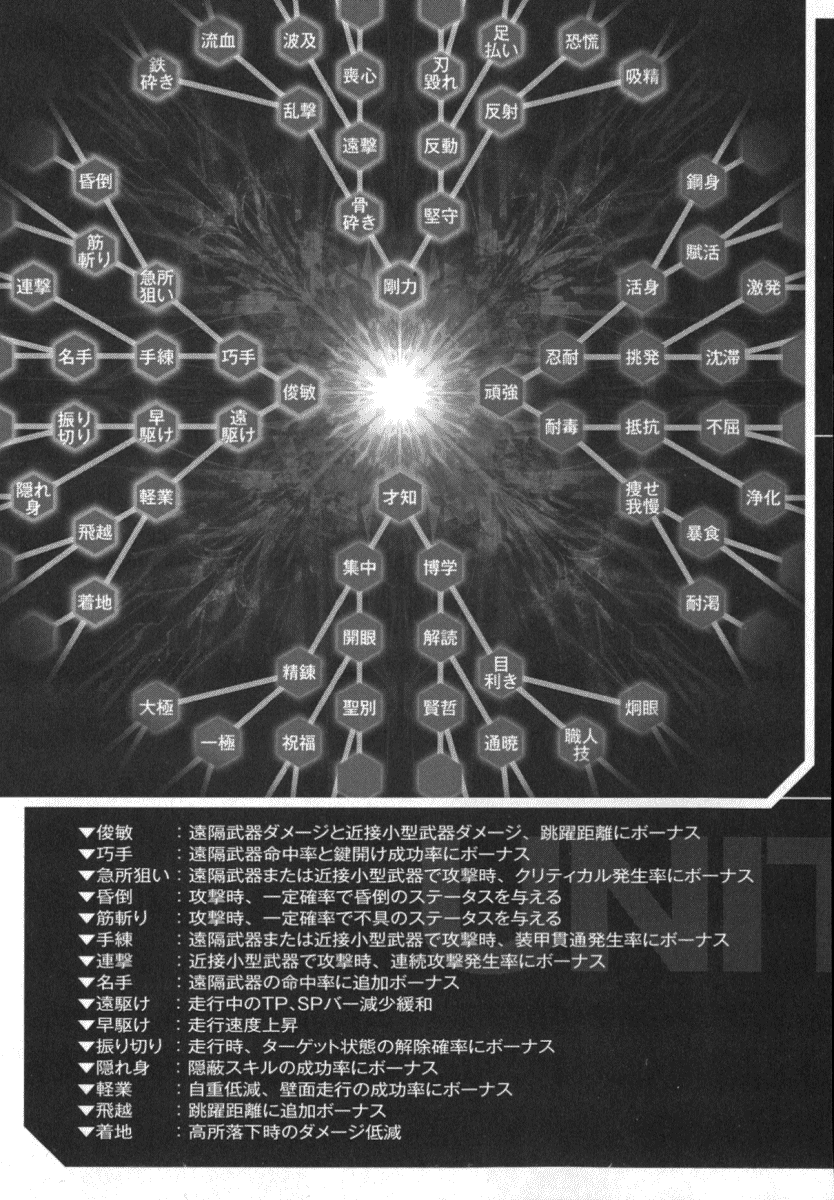 流血
波及
足
払い
恐慌
鉄
砕き
喪心
刃
毀れ
吸精
乱撃
反射
遠撃
反動
昏倒
鋼身
骨
砕き
堅守
筋
斬り
賦活
連撃
急所
狙い
剛力
活身
激発
名手
手練
巧手
忍耐
挑発
沈滞
俊敏
頑強
振り
切り
早
駆け
遠
駆け
耐毒
抵抗
不屈
隠れ
身
軽業
才知
痩せ
我慢
浄化
飛越
暴食
集中
博学
着地
耐渇
開眼
解読
精錬
目
利き
大極
聖別
賢哲
炯眼
一極
祝福
通暁
職人
技
▼俊敏 :遠隔武器ダメージと近接小型武器ダメージ、跳躍距離にボーナス
▼巧手 :遠隔武器命中率と鍵開け成功率にボーナス
▼急所狙い:遠隔武器または近接小型武器で攻撃時、クリティカル発生率にボーナス
▼昏倒 :攻撃時、一定確率で昏倒のステータスを与える
▼筋斬り :攻撃時、一定確率で不具のステータスを与える
▼手練 :遠隔武器または近接小型武器で攻撃時、装甲貫通発生率にボーナス
▼連撃 :近接小型武器で攻撃時、連続攻撃発生率にボーナス
▼名手 :遠隔武器の命中率に追加ボーナス
▼遠駆け :走行中のTP、SPバー減少緩和
▼早駆け :走行速度上昇
▼振り切り :走行時、ターゲット状態の解除確率にボーナス
▼隠れ身 :隠蔽スキルの成功率にボーナス
▼軽業 :自重低減、壁面走行の成功率にボーナス
▼飛越 :跳躍距離に追加ボーナス
▼着地 :高所落下時のダメージ低減
UNIT